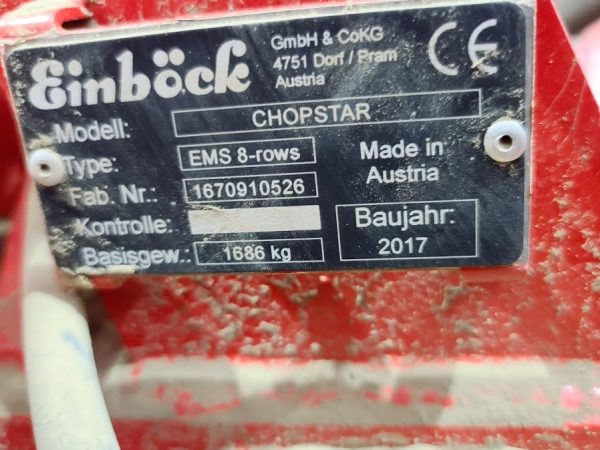 Einböck
GmbH & CoKG
4751 Dorf / Pram
Austria
CE
Modell: CHOPSTAR
Type: EMS 8-rows
Made in
Austria
Fab. Nr.: 1670910526
Kontrolle:
Baujahr:
2017
Basisgew.: 1686 kg